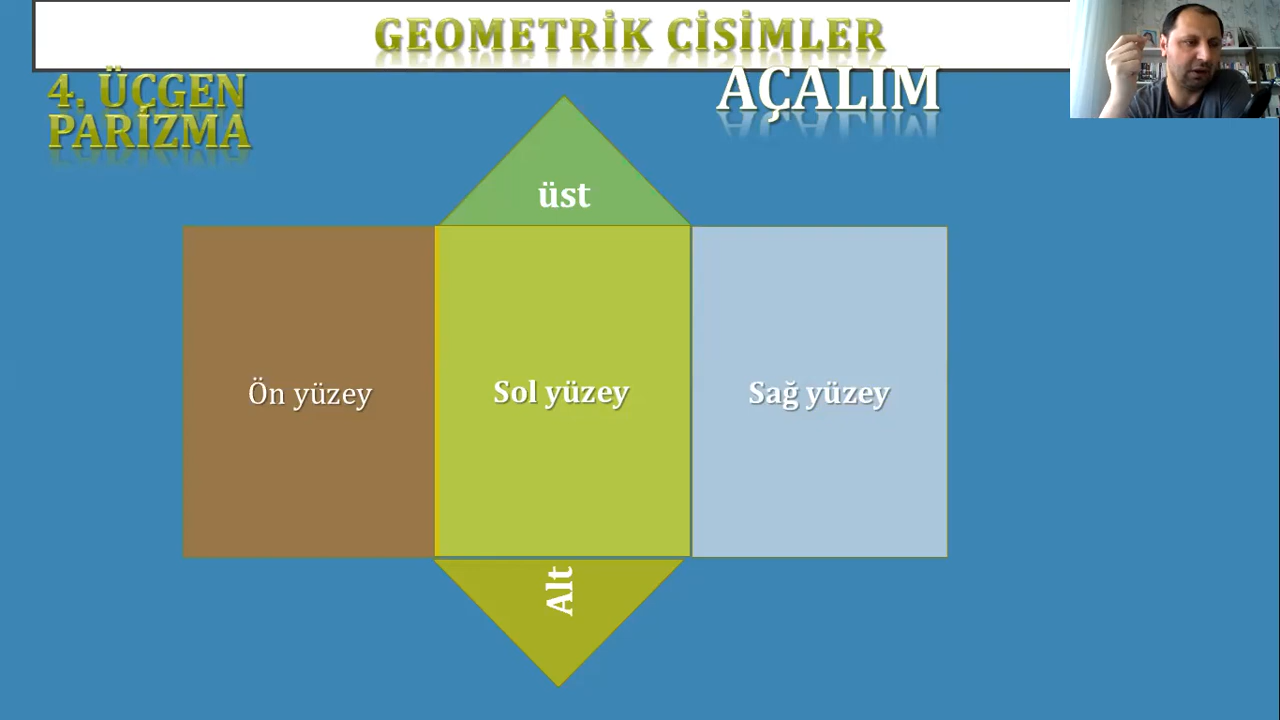 GEOMETRİK CİSİMLER
4. ÜÇGEN
PARİZMA
AÇALIM
üst
Ön yüzey
Sol yüzey
Sağ yüzey
Alt